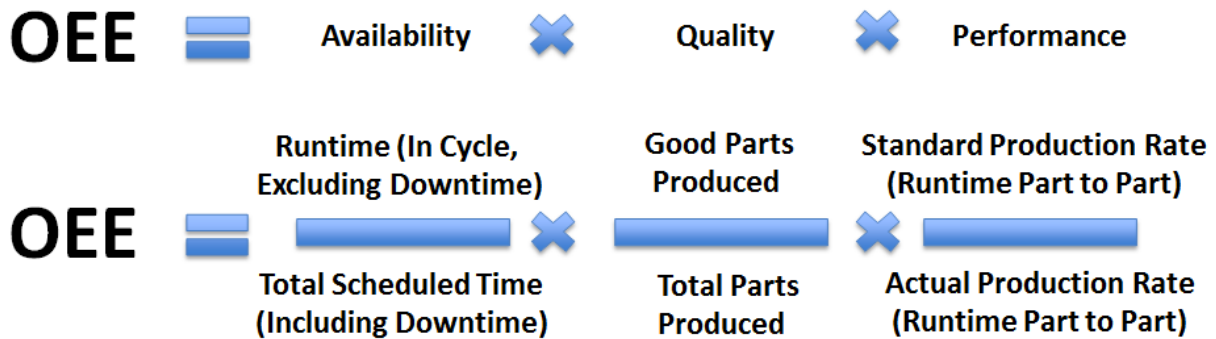 OEE Availability Quality Performance
Runtime (In Cycle,
Excluding Downtime)
Good Parts
Produced
Standard Production Rate
(Runtime Part to Part)
OEE
Total Scheduled Time
(Including Downtime)
Total Parts
Produced
Actual Production Rate
(Runtime Part to Part)